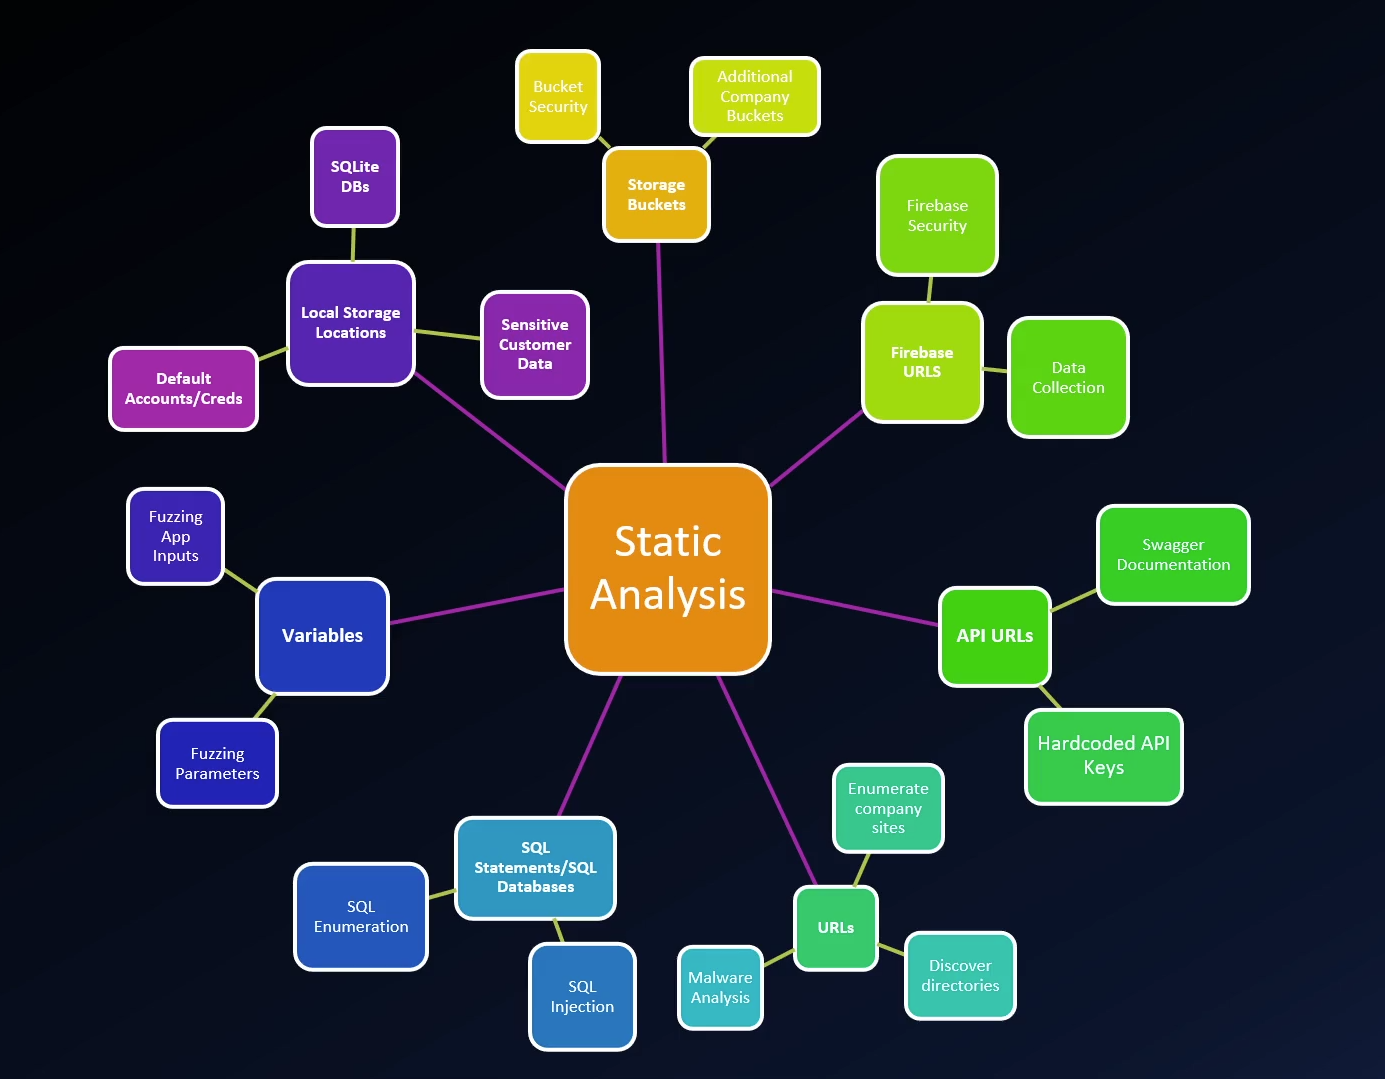 Bucket
Security
Additional
Company
Buckets
Storage
Buckets
SQLite
DBs
Local Storage
Locations
Sensitive
Customer
Data
Default
Accounts/Creds
Firebase
Security
Firebase
URLS
Data
Collection
Static
Analysis
Fuzzing
App
Inputs
Variables
Fuzzing
Parameters
Swagger
Documentation
API URLs
Hardcoded API
Keys
SQL
Statements/SQL
Databases
SQL
Enumeration
SQL
Injection
Enumerate
company
sites
URLs
Malware
Analysis
Discover
directories